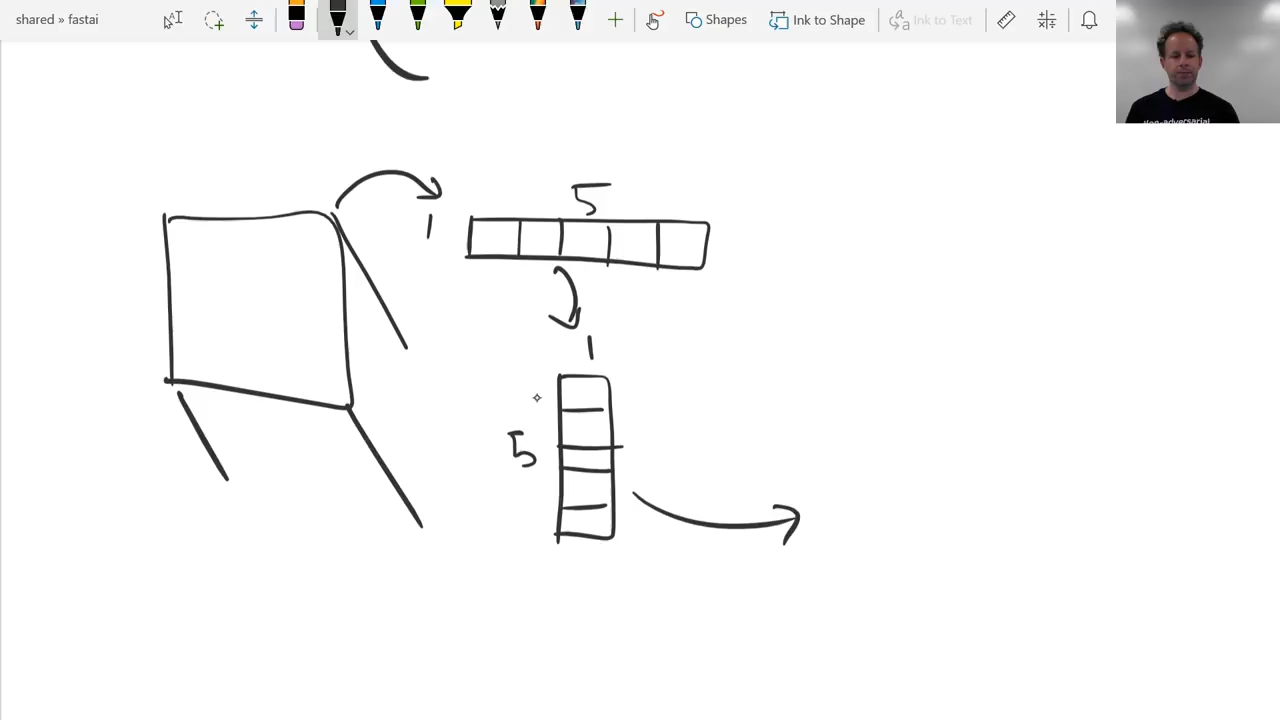 shared » fastai
Shapes
Ink to Shape
Ink to Text
5
1
1
5